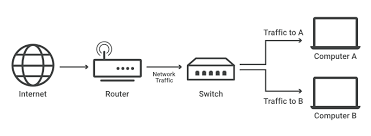 Traffic to A
Computer A
Network
Traffic
Internet
Router
Switch
Traffic to B
Computer B